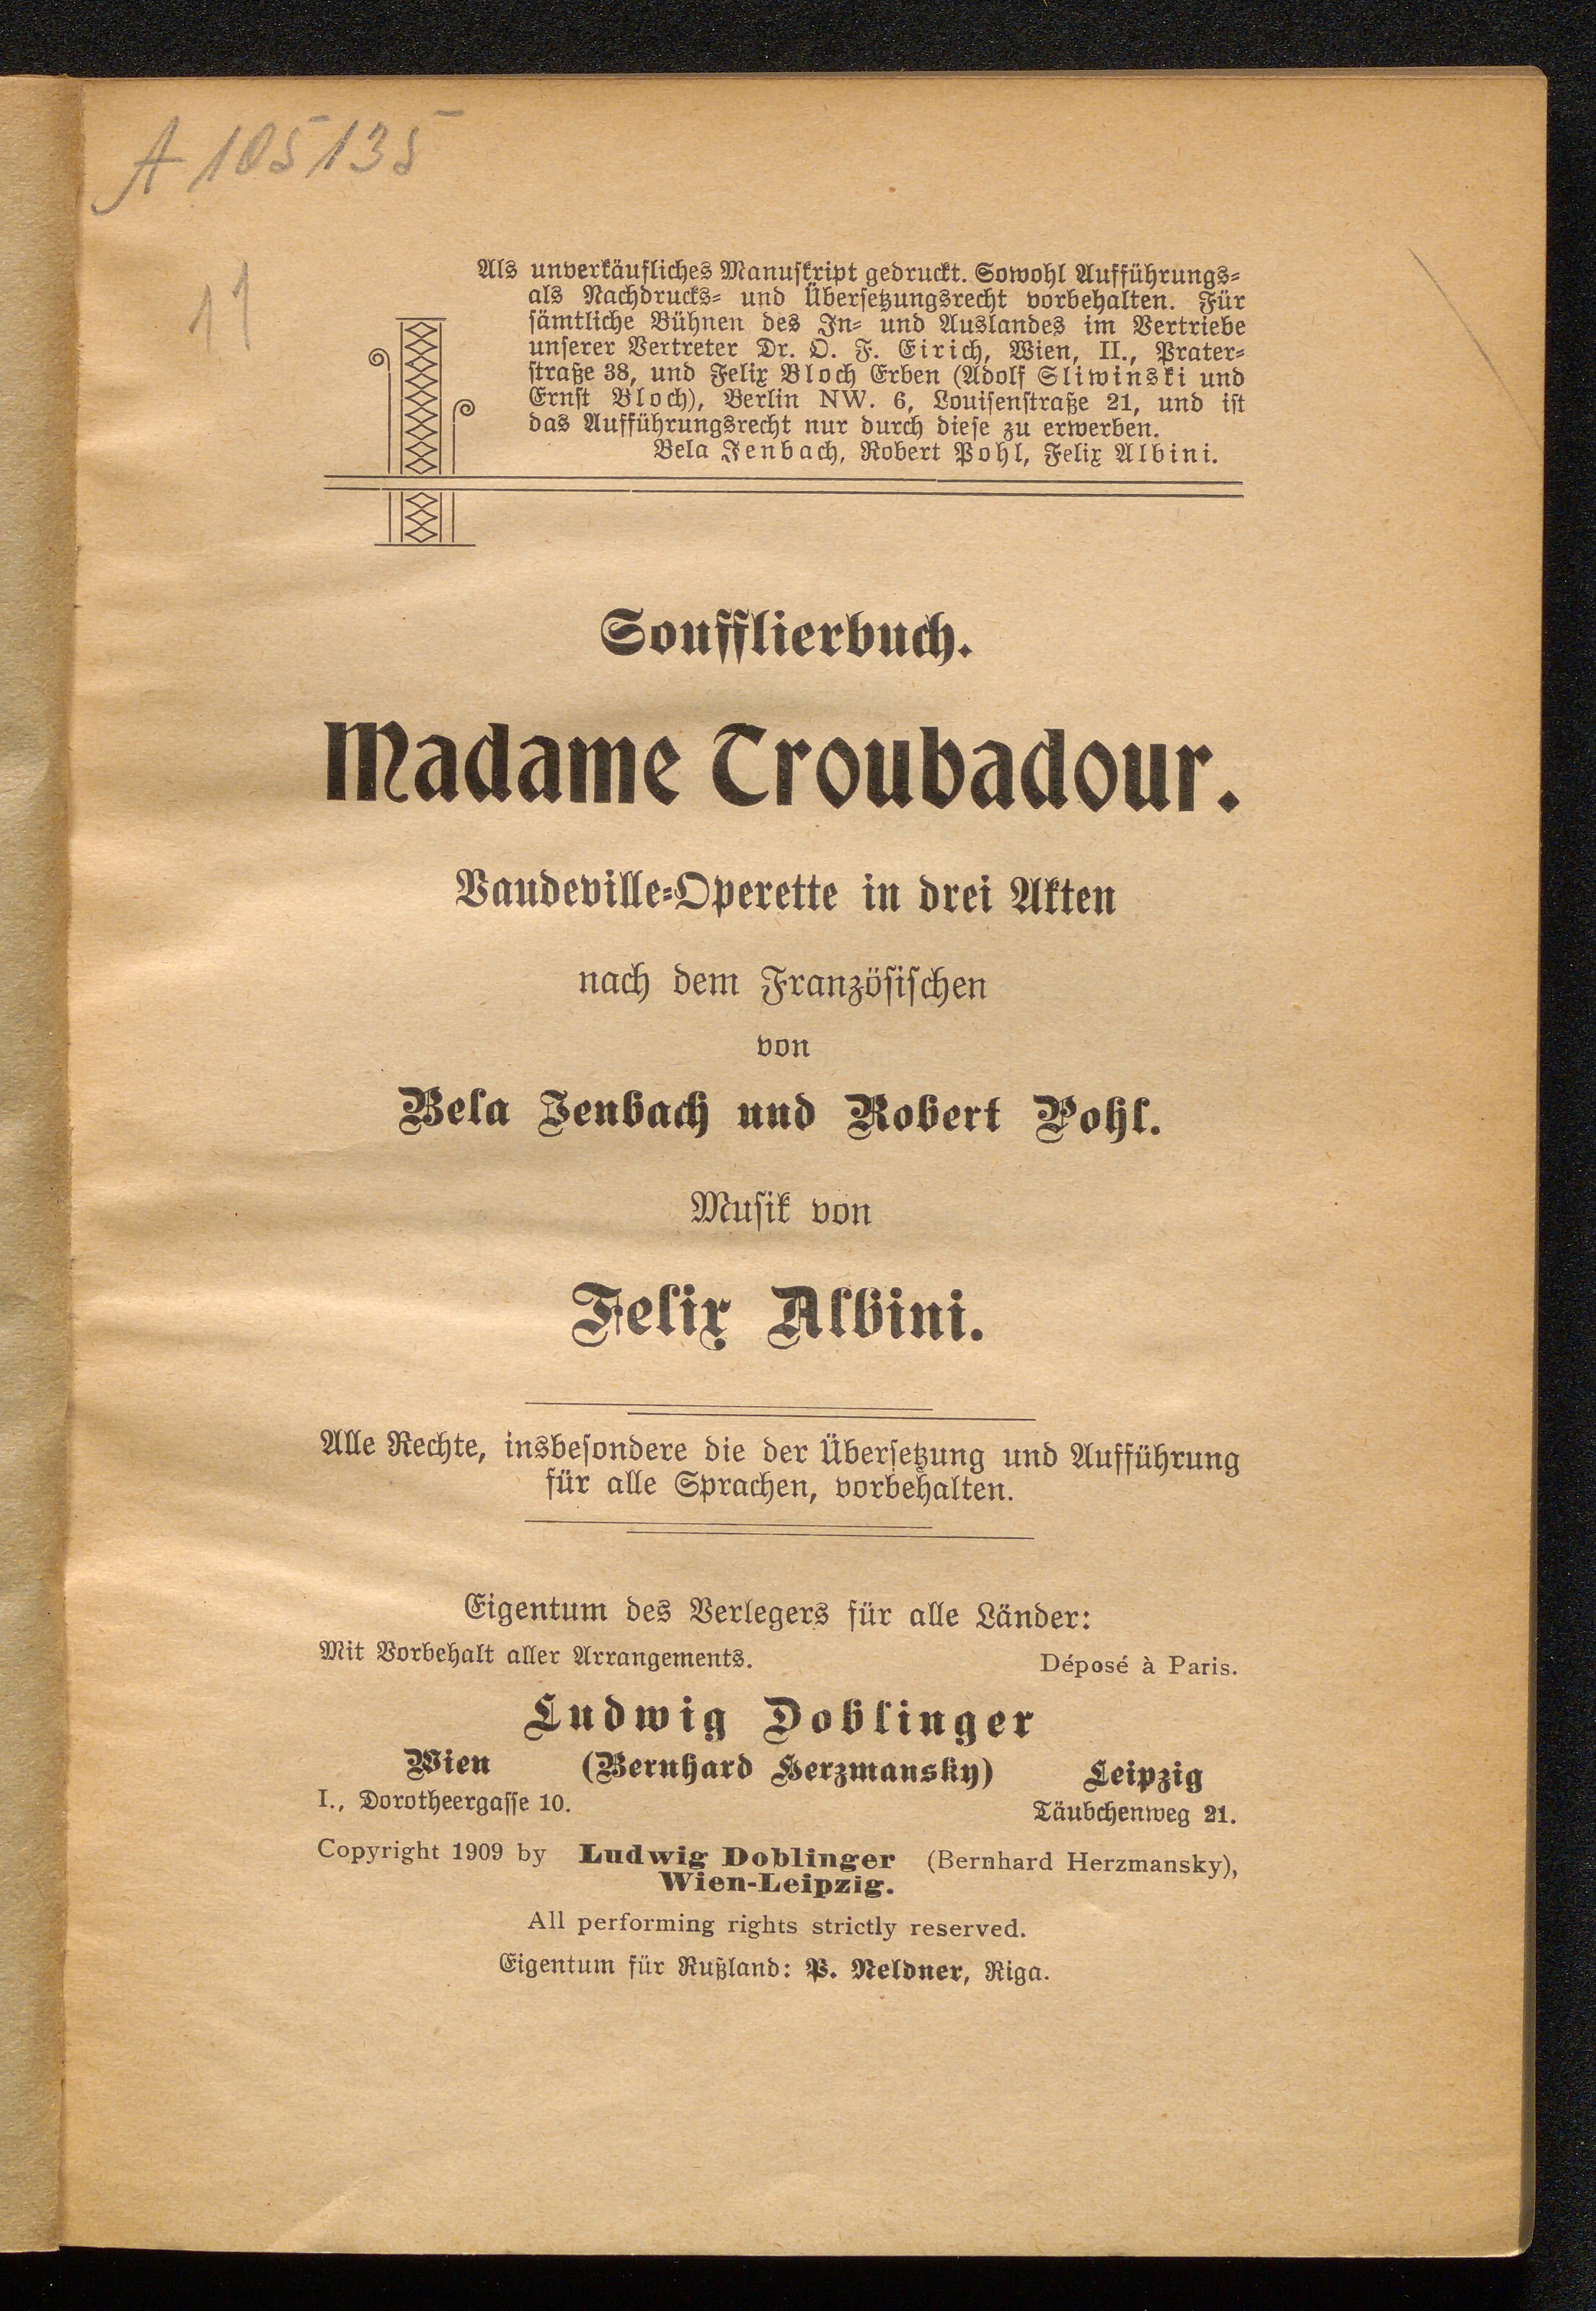 A 105135
11
Als unverkäufliches Manuskript gedruckt. Sowohl Aufführungs-
als Nachdrucks- und Übersetzungsrecht vorbehalten. Für
sämtliche Bühnen des In- und Auslandes im Vertriebe
unserer Vertreter Dr. O. F. Eirich, Wien, II., Prater-
straße 38, und Felix Bloch Erben (Adolf Sliwinski und
Ernst Bloch), Berlin NW. 6, Louisenstraße 21, und ist
das Aufführungsrecht nur durch diese zu erwerben.
Bela Jenbach, Robert Pohl, Felix Albini.
Soufflierbuch.
Madame Troubadour.
Vaudeville-Operette in drei Akten
nach dem Französischen
von
Bela Jenbach und Robert Pohl.
Musik von
Felix Albini.
Alle Rechte, insbesondere die der Übersetzung und Aufführung
für alle Sprachen, vorbehalten.
Eigentum des Verlegers für alle Länder:
Mit Vorbehalt aller Arrangements. Déposé à Paris.
Ludwig Doblinger
Wien (Bernhard Herzmansky) Leipzig
I., Dorotheergasse 10. Täubchenweg 21.
Copyright 1909 by Ludwig Doblinger (Bernhard Herzmansky),
Wien-Leipzig.
All performing rights strictly reserved.
Eigentum für Rußland: P. Neldner, Riga.